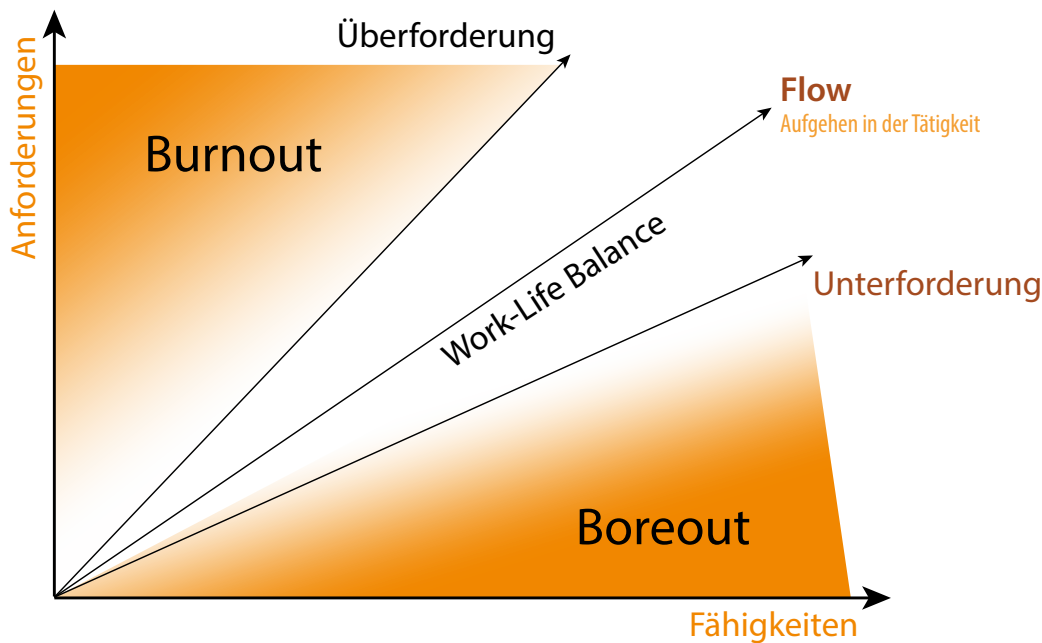 Überforderung
Flow
Aufgehen in der Tätigkeit
Anforderungen
Burnout
Work-Life Balance
Unterforderung
Boreout
Fähigkeiten